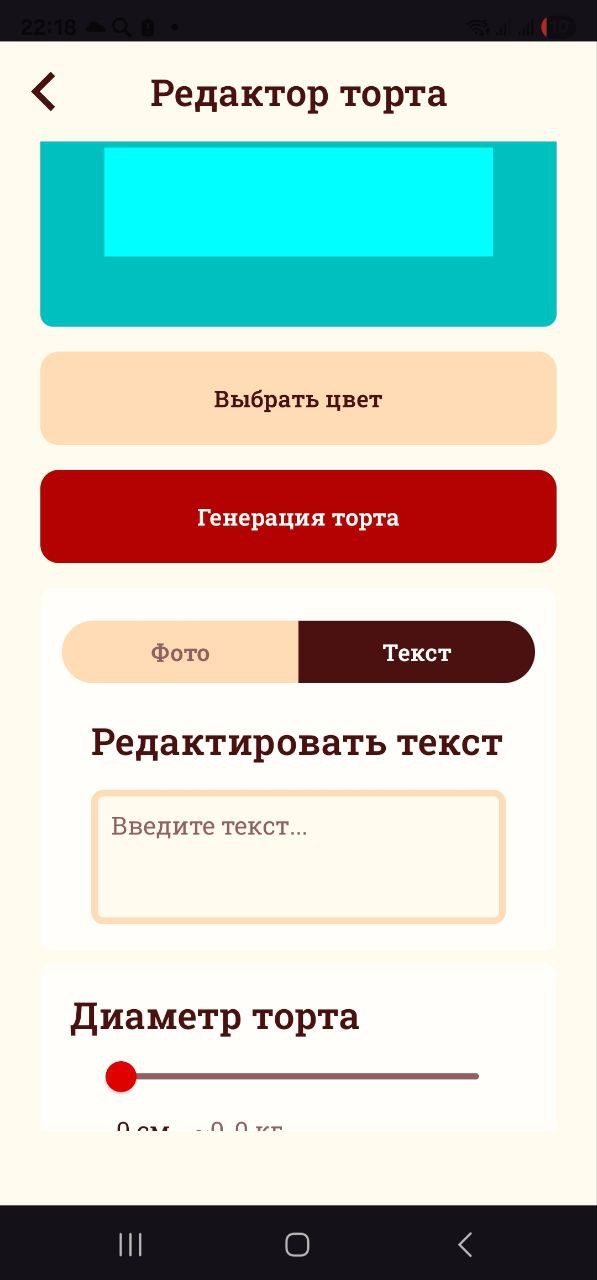 22:18
Редактор торта
Выбрать цвет
Генерация торта
Фото
Текст
Редактировать текст
Введите текст...
Диаметр торта